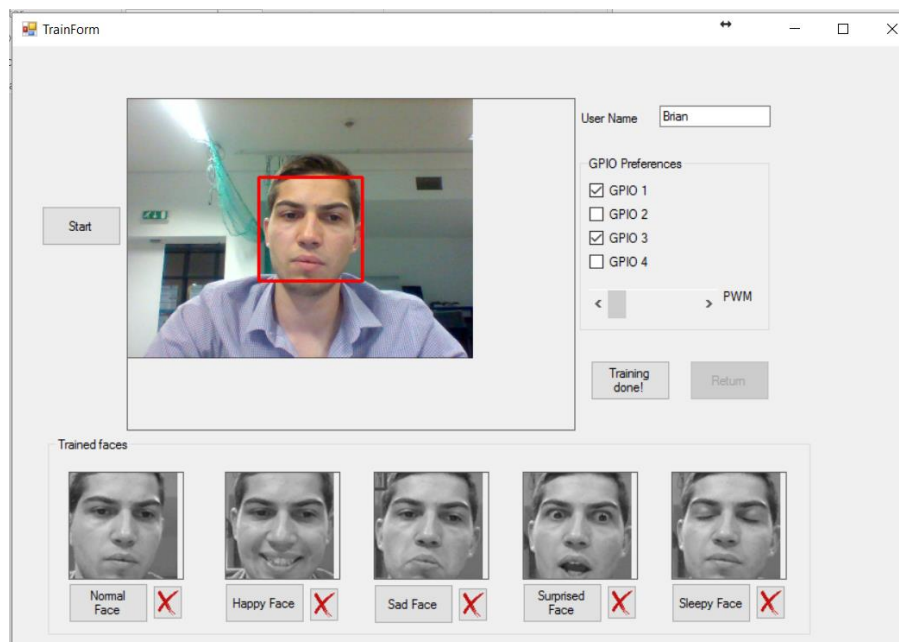 TrainForm
User Name
Brian
GPIO Preferences
GPIO 1
GPIO 2
GPIO 3
GPIO 4
PWM
Start
Training
done!
Return
Trained faces
Normal
Face
Happy Face
Sad Face
Surprised
Face
Sleepy Face